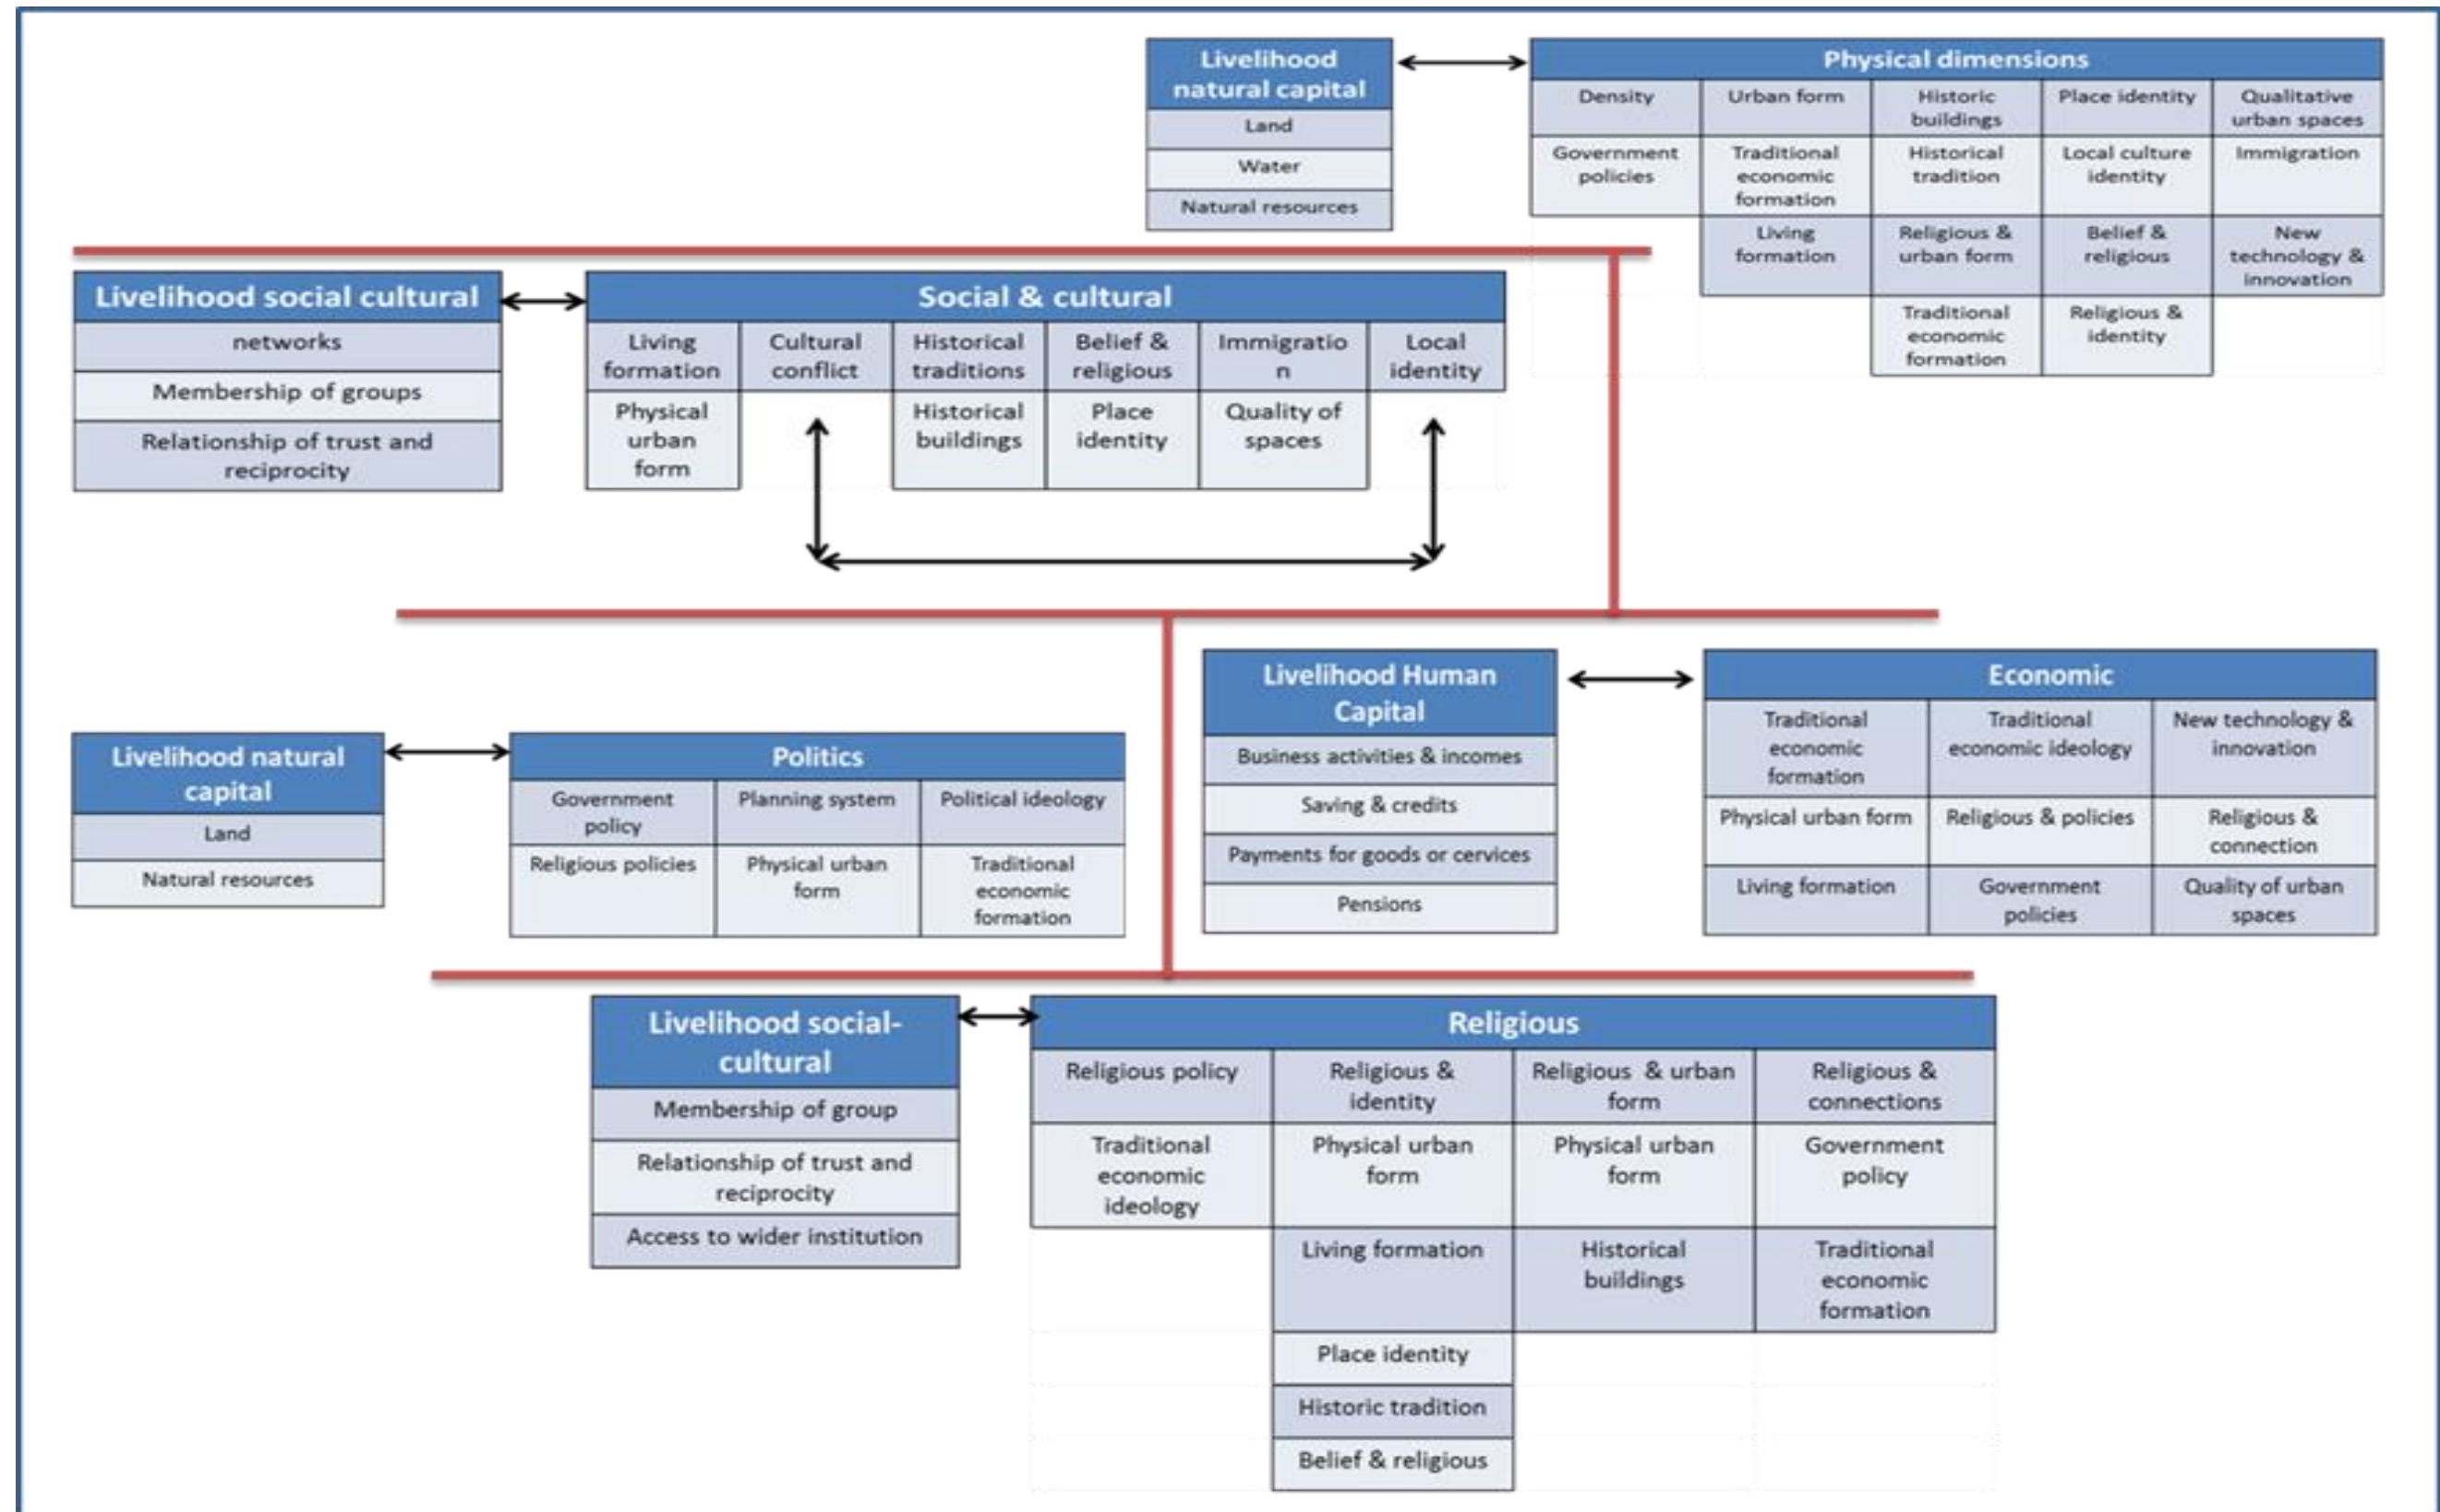 Livelihood
natural capital
Land
Water
Natural resources
Physical dimensions
Density
Urban form
Historic
buildings
Place identity
Qualitative
urban spaces
Government
policies
Traditional
economic
formation
Historical
tradition
Local culture
identity
Immigration
Living
formation
Religious &
urban form
Belief &
religious
New
technology &
innovation
Traditional
economic
formation
Religious &
identity
Livelihood social cultural
networks
Membership of groups
Relationship of trust and
reciprocity
Social & cultural
Living
formation
Cultural
conflict
Historical
traditions
Belief &
religious
Immigratio
n
Local
identity
Physical
urban
form
Historical
buildings
Place
identity
Quality of
spaces
Livelihood natural
capital
Land
Natural resources
Politics
Government
policy
Planning system
Political ideology
Religious policies
Physical urban
form
Traditional
economic
formation
Livelihood Human
Capital
Business activities & incomes
Saving & credits
Payments for goods or cervices
Pensions
Economic
Traditional
economic
formation
Traditional
economic ideology
New technology &
innovation
Physical urban form
Religious & policies
Religious &
connection
Living formation
Government
policies
Quality of urban
spaces
Livelihood social-
cultural
Membership of group
Relationship of trust and
reciprocity
Access to wider institution
Religious
Religious policy
Religious &
identity
Religious & urban
form
Religious &
connections
Traditional
economic
ideology
Physical urban
form
Physical urban
form
Government
policy
Living formation
Historical
buildings
Traditional
economic
formation
Place identity
Historic tradition
Belief & religious